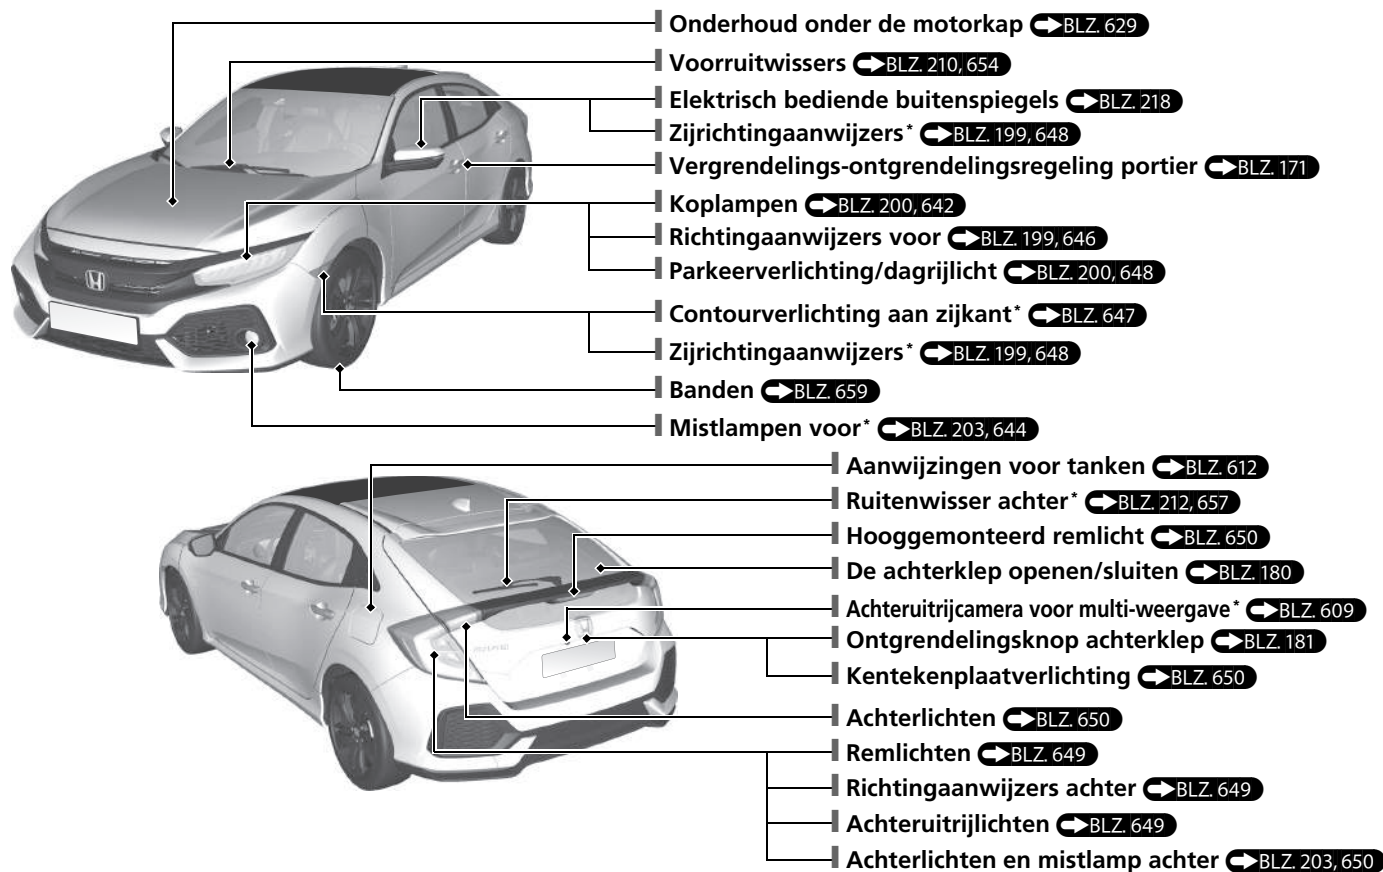 Onderhoud onder de motorkap BLZ. 629
Voorruitwissers BLZ. 210, 654
Elektrisch bediende buitenspiegels BLZ. 218
Zijrichtingaanwijzers* BLZ. 199, 648
Vergrendelings-ontgrendelingsregeling portier BLZ. 171
Koplampen BLZ. 200, 642
Richtingaanwijzers voor BLZ. 199, 646
Parkeerverlichting/dagrijlicht BLZ. 200, 648
Contourverlichting aan zijkant* BLZ. 647
Zijrichtingaanwijzers* BLZ. 199, 648
Banden BLZ. 659
Mistlampen voor* BLZ. 203, 644
Aanwijzingen voor tanken BLZ. 612
Ruitenwisser achter* BLZ. 212, 657
Hooggemonteerd remlicht BLZ. 650
De achterklep openen/sluiten BLZ. 180
Achteruitrijcamera voor multi-weergave* BLZ. 609
Ontgrendelingsknop achterklep BLZ. 181
Kentekenplaatverlichting BLZ. 650
Achterlichten BLZ. 650
Remlichten BLZ. 649
Richtingaanwijzers achter BLZ. 649
Achteruitrijlichten BLZ. 649
Achterlichten en mistlamp achter BLZ. 203, 650